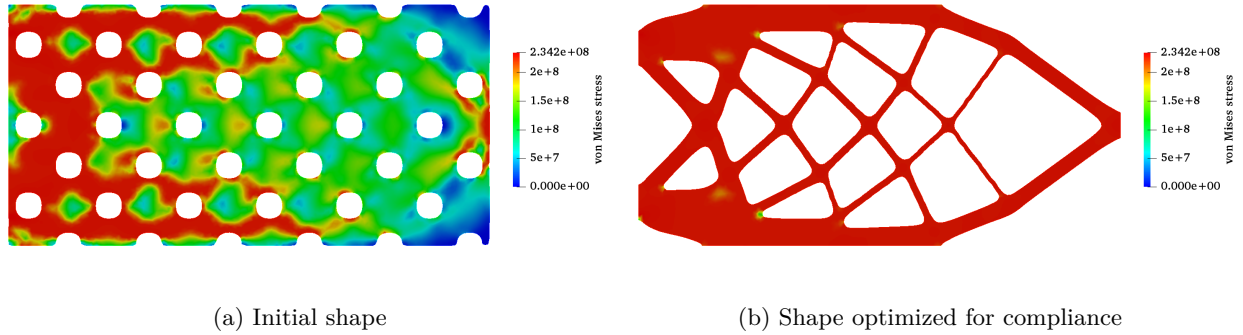 2.342e+08
2e+8
1.5e+8
1e+8
5e+7
0.000e+00
von Mises stress
2.342e+08
2e+8
1.5e+8
1e+8
5e+7
0.000e+00
von Mises stress
(a) Initial shape
(b) Shape optimized for compliance